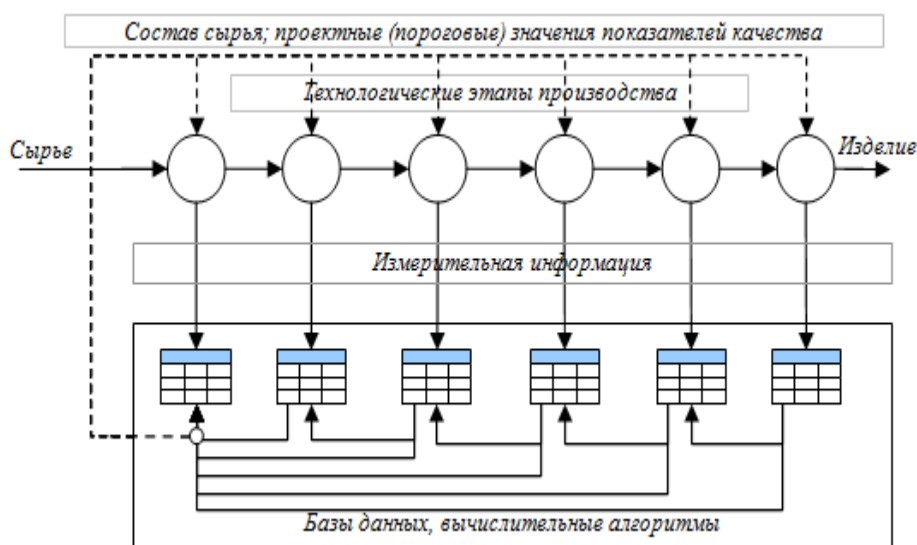 Состав сырья; проектные (пороговые) значения показателей качества
Технологические этапы производства
Сырье
Изделие
Измерительная информация
Базы данных, вычислительные алгоритмы